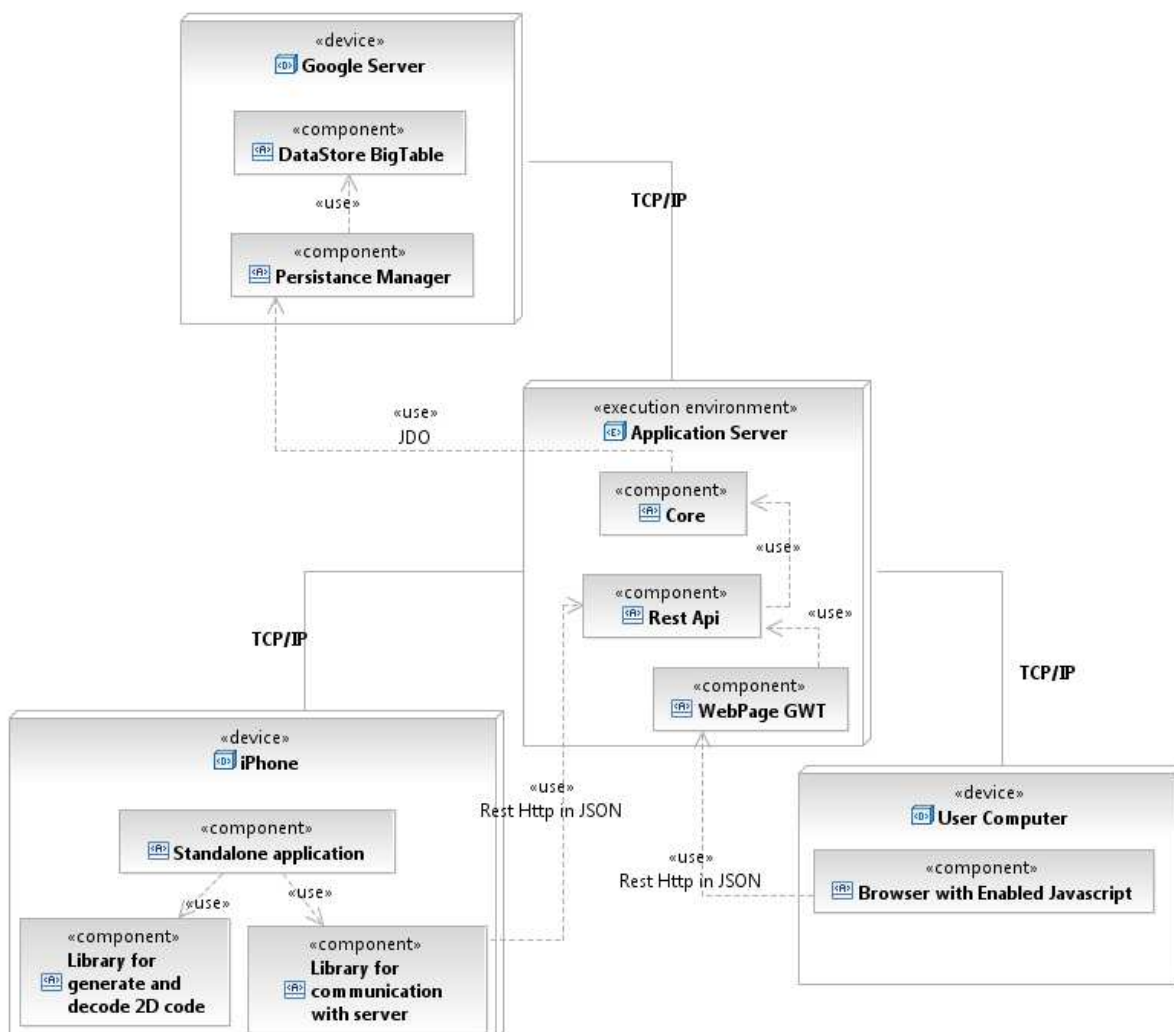 «device»
Google Server
«component»
DataStore BigTable
«use»
«component»
Persistance Manager
TCP/IP
«use»
JDO
«execution environment»
Application Server
«component»
Core
«use»
«component»
Rest Api
«use»
«component»
WebPage GWT
TCP/IP
TCP/IP
«device»
iPhone
«component»
Standalone application
«use»
«use»
«component»
Library for
generate and
decode 2D code
«component»
Library for
communication
with server
«use»
Rest Http in JSON
«use»
Rest Http in JSON
«device»
User Computer
«component»
Browser with Enabled Javascript